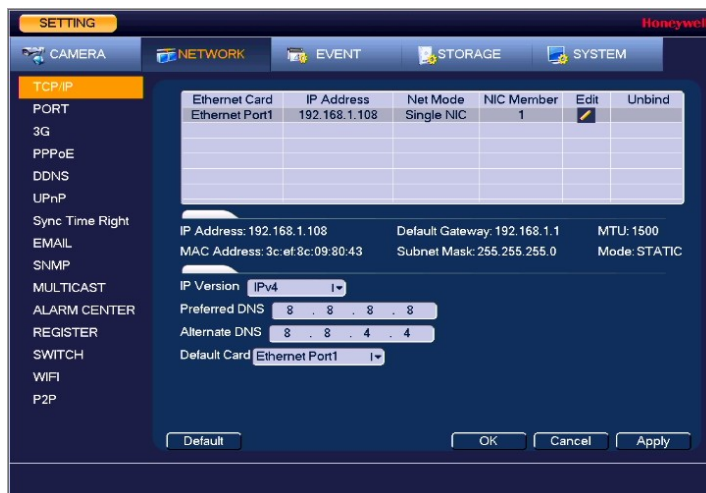 SETTING
Honeywell
CAMERA NETWORK EVENT STORAGE SYSTEM
TCP/IP
PORT
3G
PPPoE
DDNS
UPnP
Sync Time Right
EMAIL
SNMP
MULTICAST
ALARM CENTER
REGISTER
SWITCH
WIFI
P2P
Ethernet Card IP Address Net Mode NIC Member Edit Unbind
Ethernet Port1 192.168.1.108 Single NIC 1
IP Address: 192.168.1.108 Default Gateway: 192.168.1.1 MTU: 1500
MAC Address: 3c:ef:8c:09:80:43 Subnet Mask: 255.255.255.0 Mode: STATIC
IP Version IPv4
Preferred DNS 8 . 8 . 8 . 8
Alternate DNS 8 . 8 . 4 . 4
Default Card Ethernet Port1
Default OK Cancel Apply